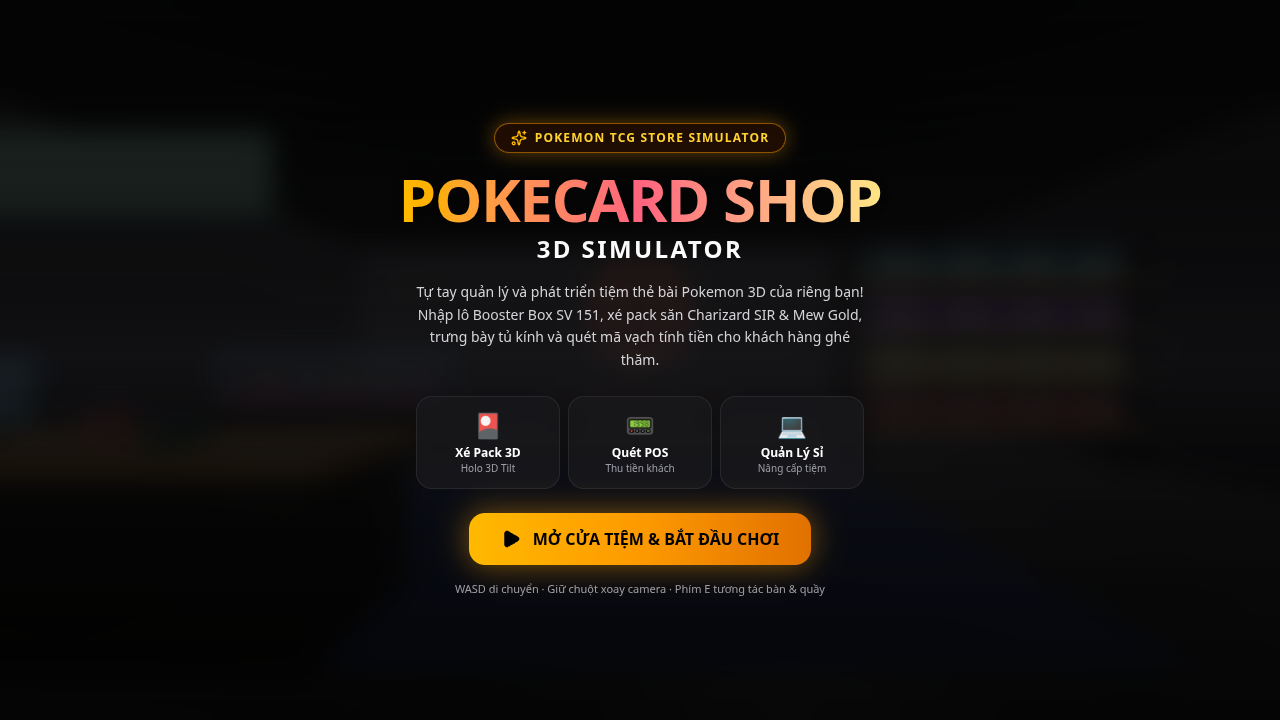 POKEMON TCG STORE SIMULATOR
POKECARD SHOP
3D SIMULATOR
Tự tay quản lý và phát triển tiệm thẻ bài Pokemon 3D của riêng bạn!
Nhập lô Booster Box SV 151, xé pack săn Charizard SIR & Mew Gold,
trưng bày tủ kính và quét mã vạch tính tiền cho khách hàng ghé
thăm.
Xé Pack 3D
Holo 3D Tilt
Quét POS
Thu tiền khách
Quản Lý Sỉ
Nâng cấp tiệm
MỞ CỬA TIỆM & BẮT ĐẦU CHƠI
WASD di chuyển · Giữ chuột xoay camera · Phím E tương tác bàn & quầy